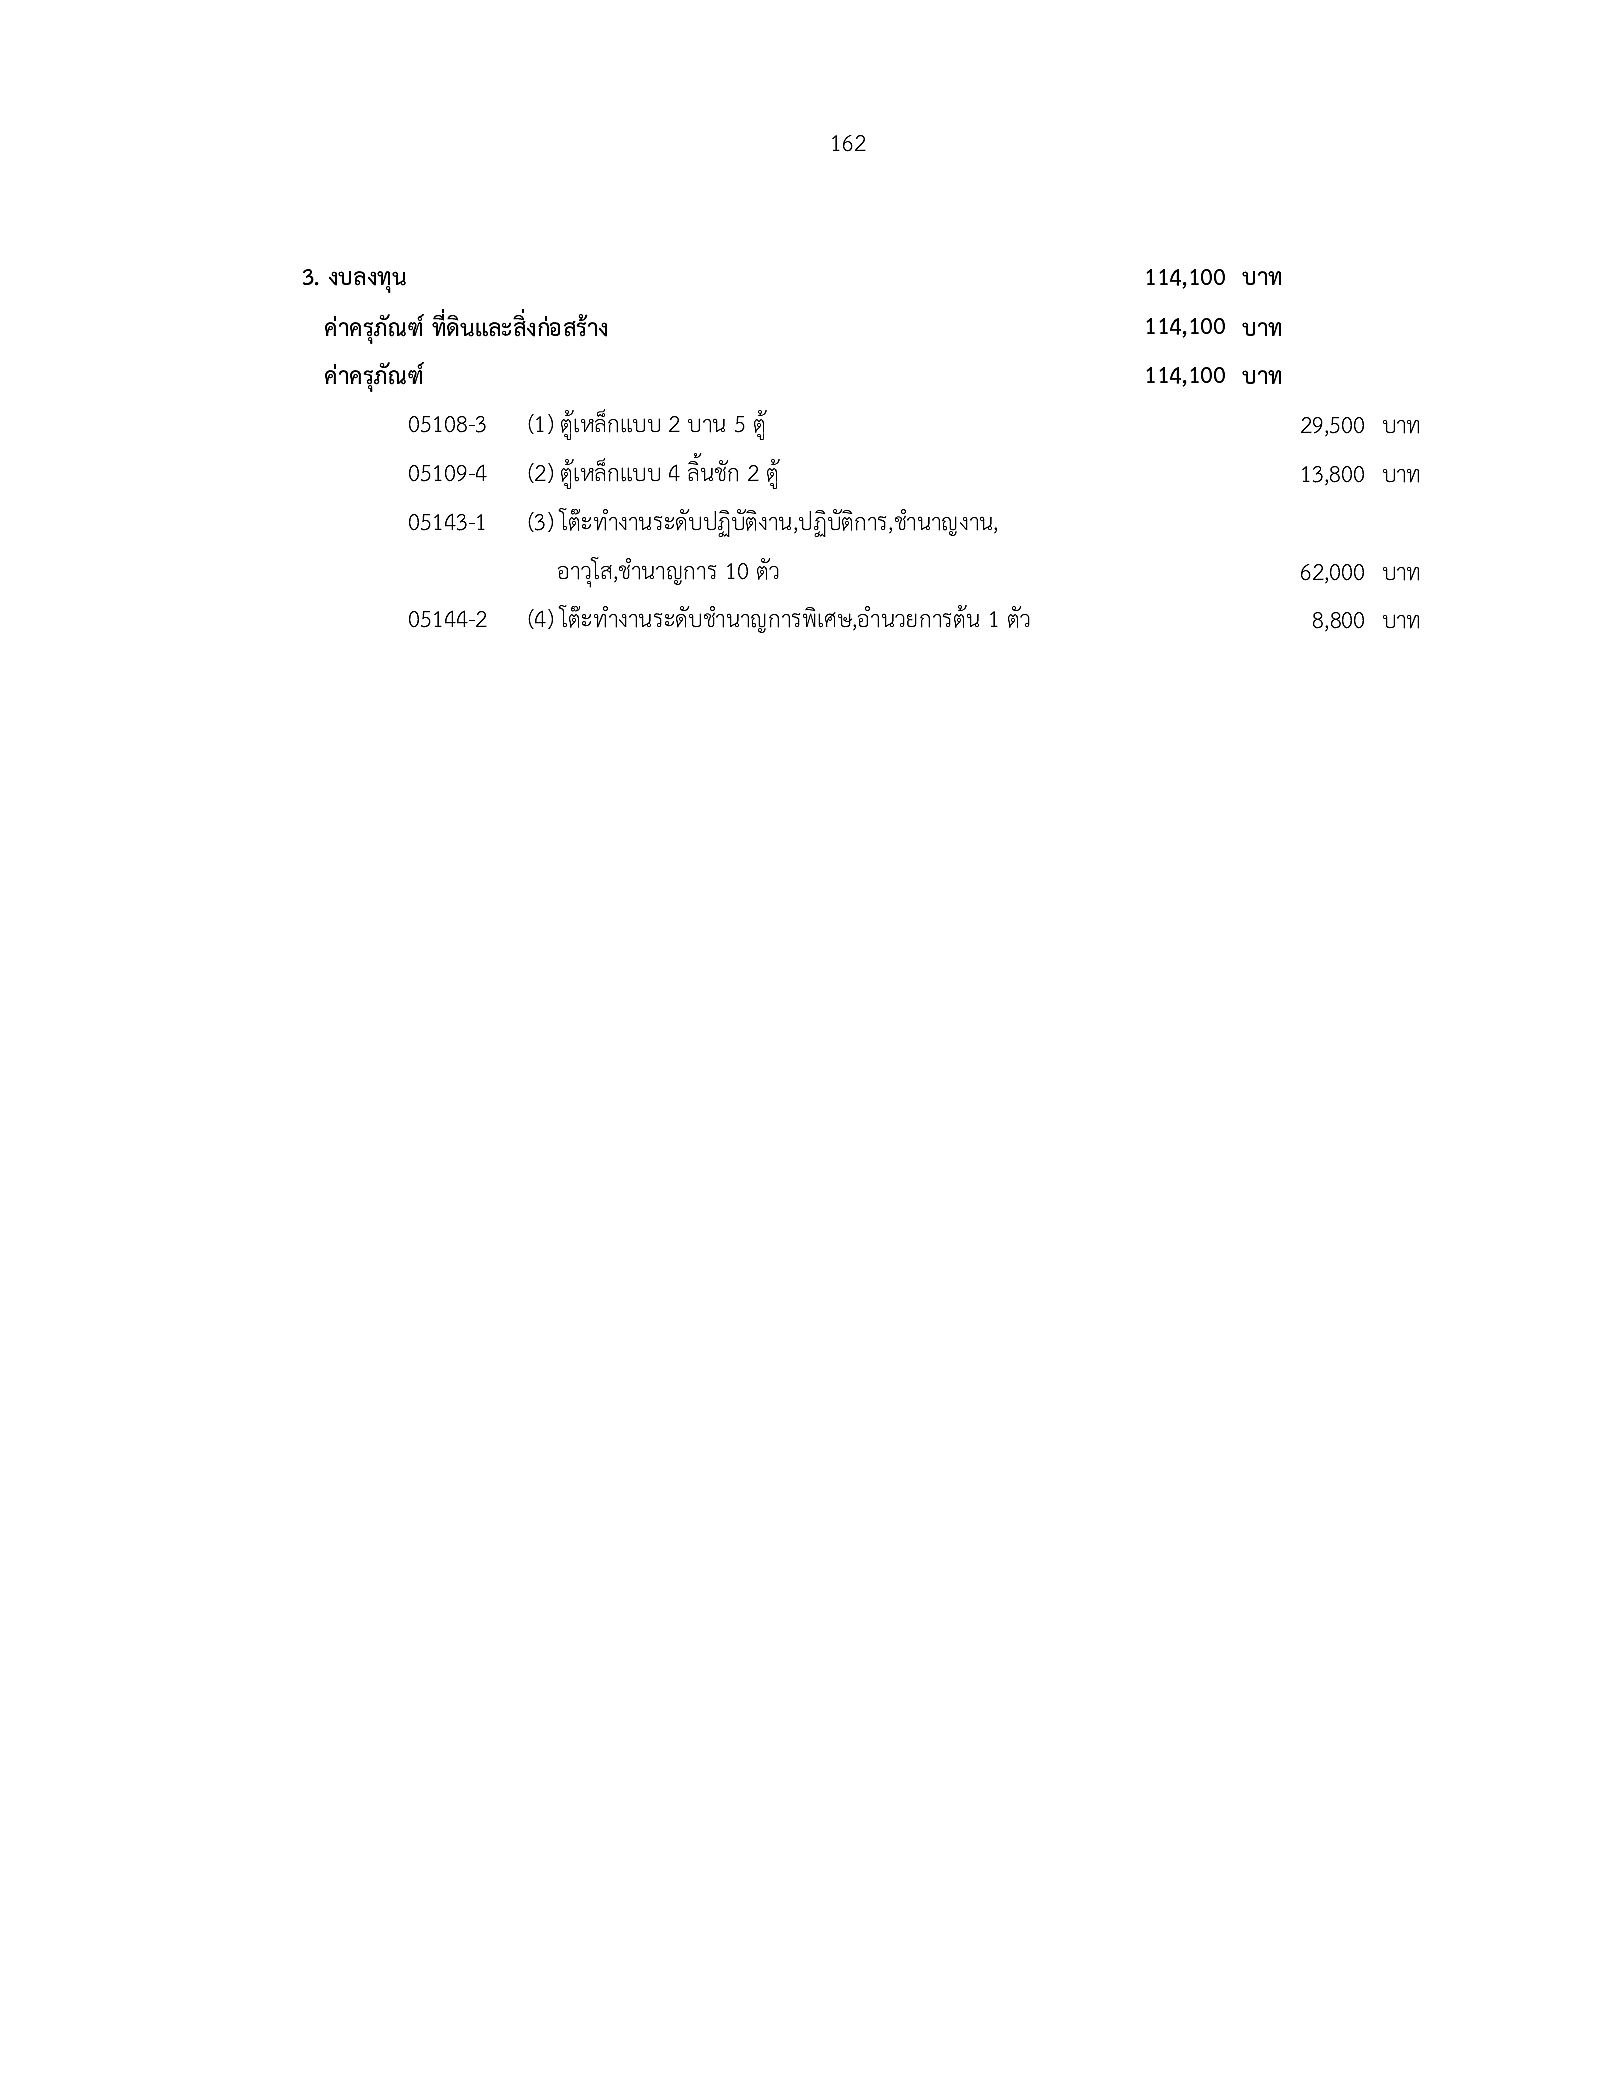 162
3. งบลงทุน 114,100 บาท
ค่าครุภัณฑ์ ที่ดินและสิ่งก่อสร้าง 114,100 บาท
ค่าครุภัณฑ์ 114,100 บาท
05108-3 (1) ตู้เหล็กแบบ 2 บาน 5 ตู้ 29,500 บาท
05109-4 (2) ตู้เหล็กแบบ 4 ลิ้นชัก 2 ตู้ 13,800 บาท
05143-1 (3) โต๊ะทำงานระดับปฏิบัติงาน,ปฏิบัติการ,ชำนาญงาน,
อาวุโส,ชำนาญการ 10 ตัว 62,000 บาท
05144-2 (4) โต๊ะทำงานระดับชำนาญการพิเศษ,อำนวยการต้น 1 ตัว 8,800 บาท